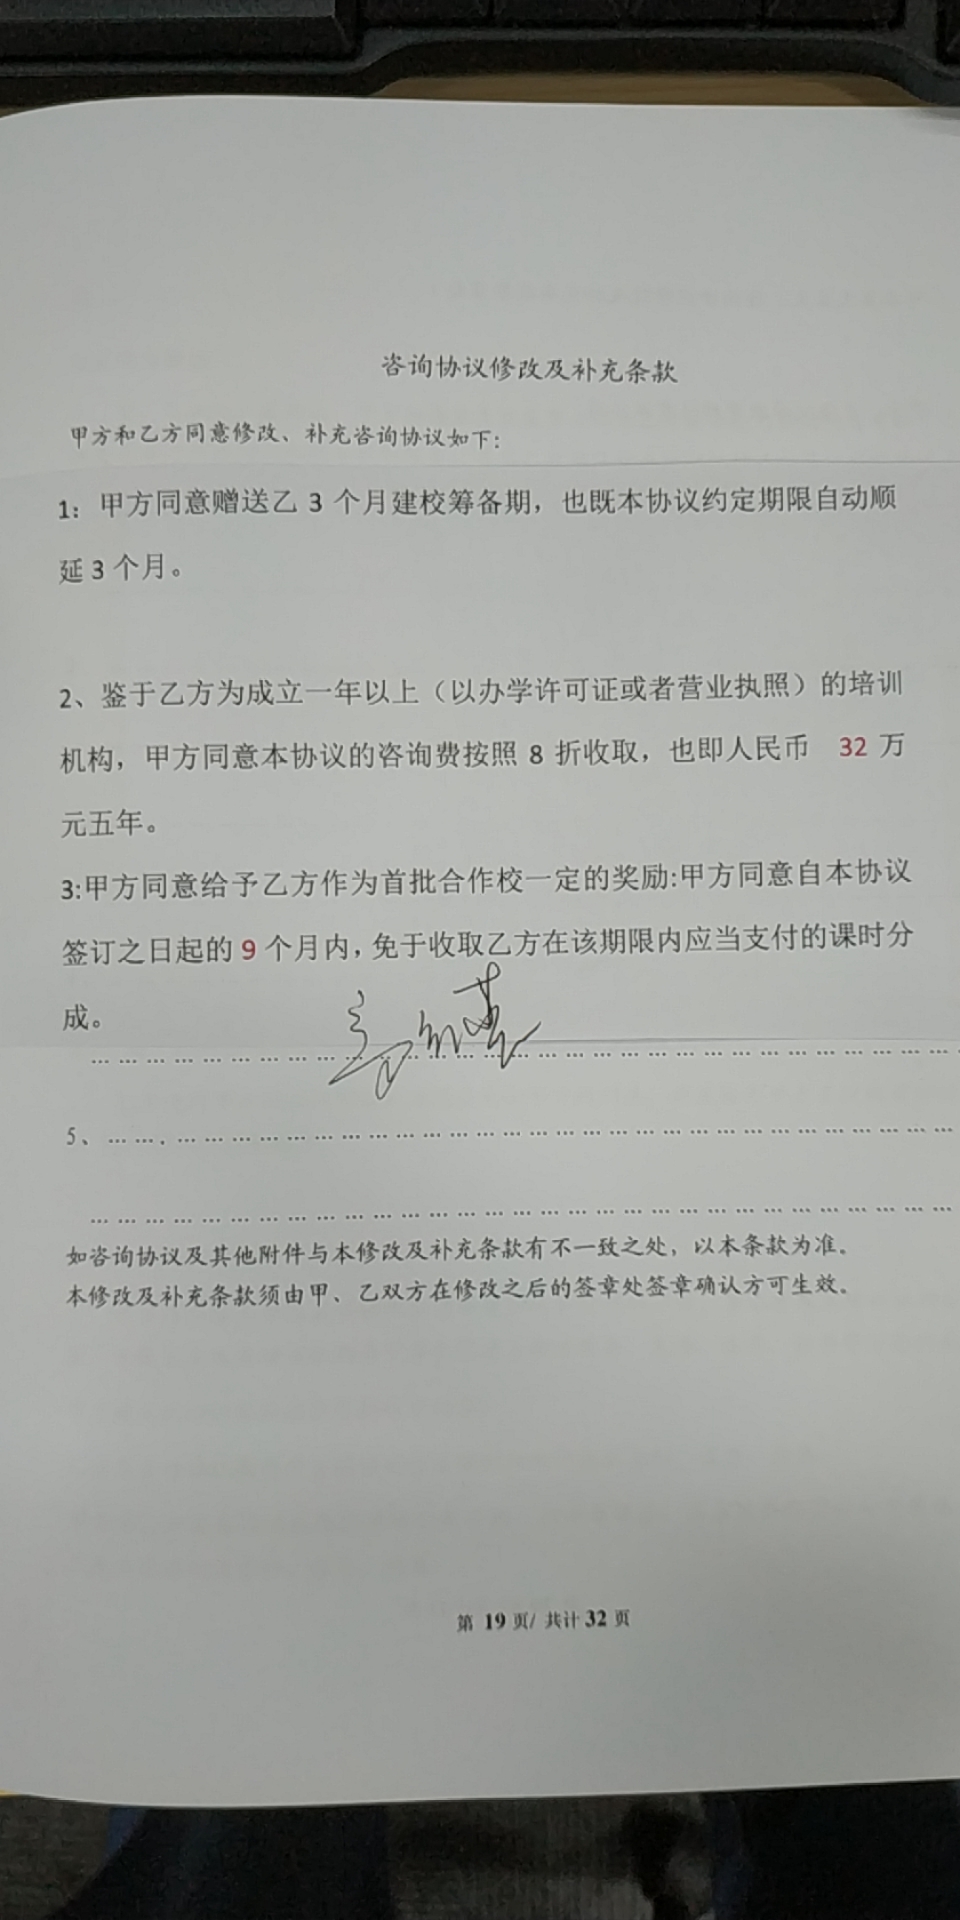 咨询协议修改及补充条款
甲方和乙方同意修改、补充咨询协议如下:
1: 甲方同意赠送乙 3 个月建校筹备期，也既本协议约定期限自动顺
延 3 个月。
2、鉴于乙方为成立一年以上（以办学许可证或者营业执照）的培训
机构，甲方同意本协议的咨询费按照 8 折收取，也即人民币 32 万
元五年。
3:甲方同意给予乙方作为首批合作校一定的奖励:甲方同意自本协议
签订之日起的 9 个月内，免于收取乙方在该期限内应当支付的课时分
成。
5、
如咨询协议及其他附件与本修改及补充条款有不一致之处，以本条款为准。
本修改及补充条款须由甲、乙双方在修改之后的签章处签章确认方可生效。
第 19 页/ 共计 32 页